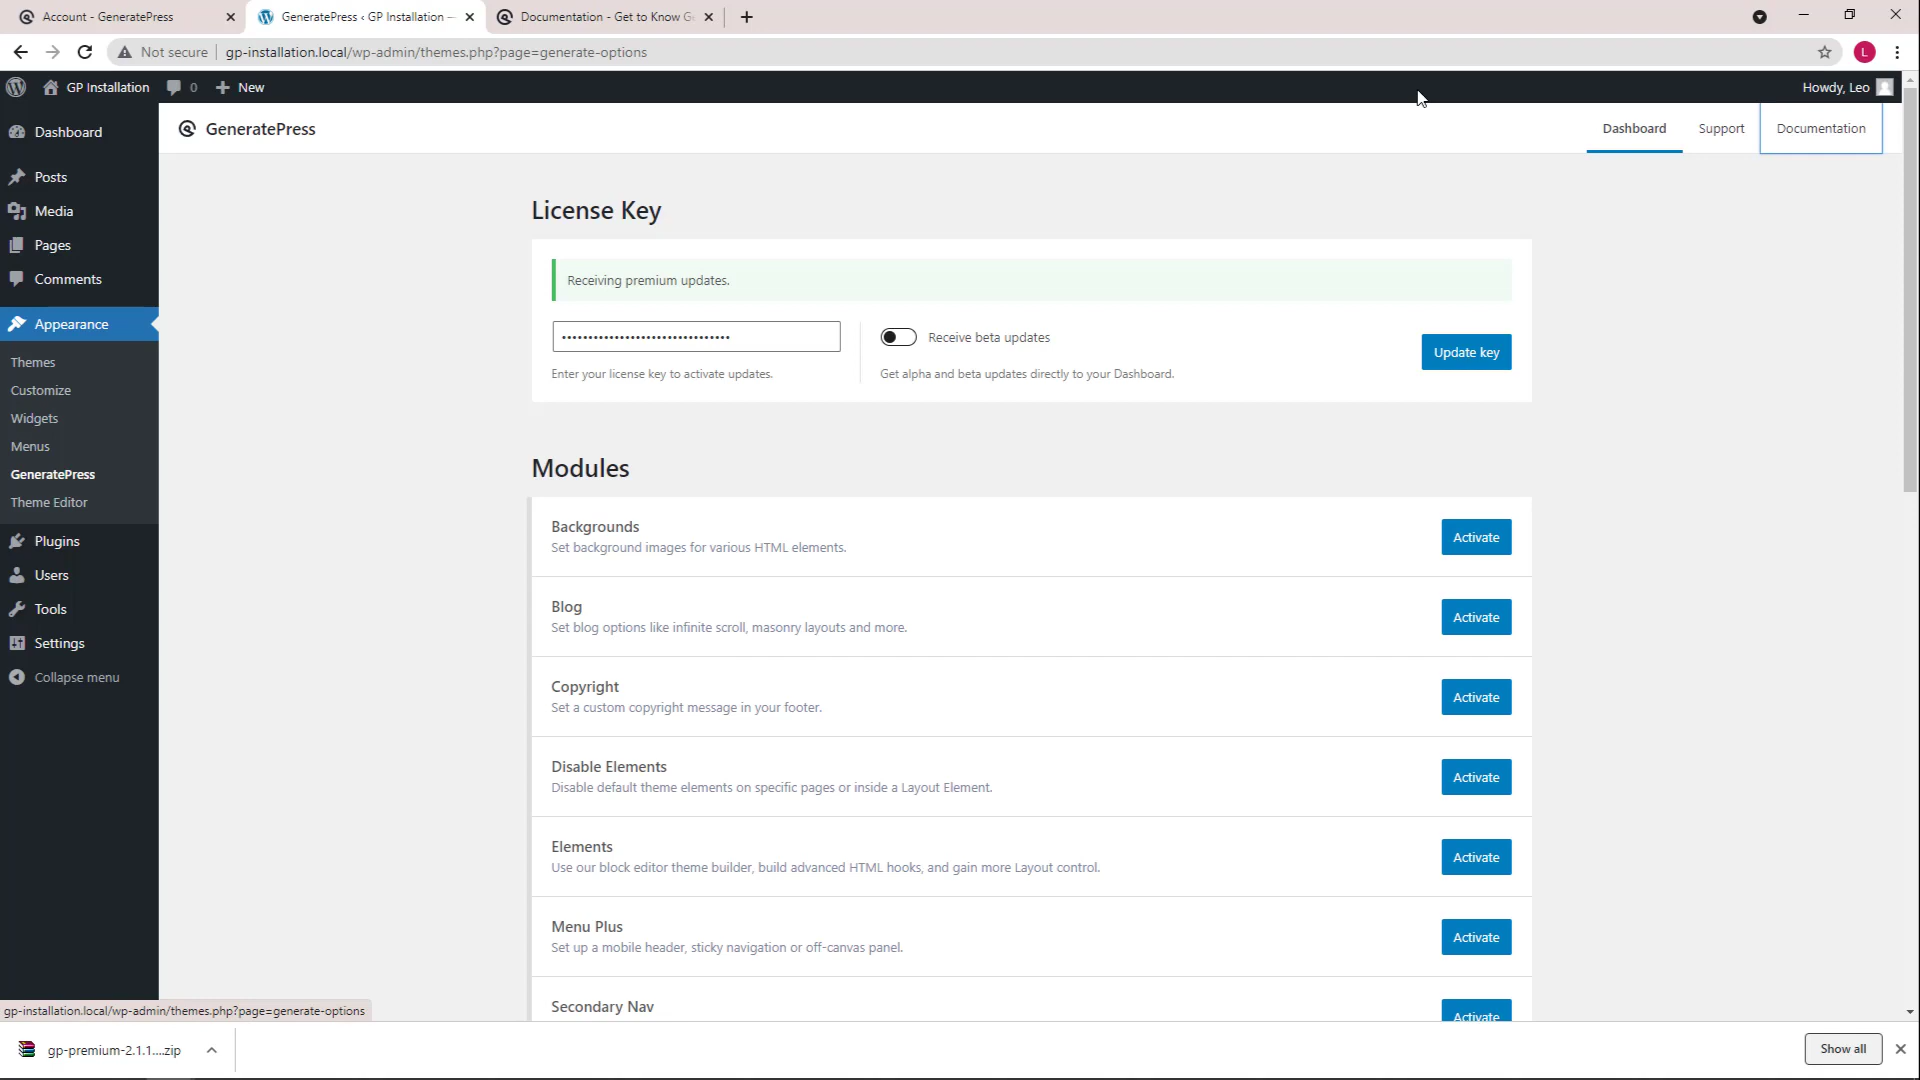 Account - GeneratePress
GeneratePress ‹ GP Installation —
Documentation - Get to Know G
Not secure
gp-installation.local/wp-admin/themes.php?page=generate-options
L
GP Installation
0
New
Howdy, Leo
Dashboard
Posts
Media
Pages
Comments
Appearance
Themes
Customize
Widgets
Menus
GeneratePress
Theme Editor
Plugins
Users
Tools
Settings
Collapse menu
GeneratePress
Dashboard
Support
Documentation
License Key
Receiving premium updates.
Receive beta updates
Update key
Enter your license key to activate updates.
Get alpha and beta updates directly to your Dashboard.
Modules
Backgrounds
Set background images for various HTML elements.
Activate
Blog
Set blog options like infinite scroll, masonry layouts and more.
Activate
Copyright
Set a custom copyright message in your footer.
Activate
Disable Elements
Disable default theme elements on specific pages or inside a Layout Element.
Activate
Elements
Use our block editor theme builder, build advanced HTML hooks, and gain more Layout control.
Activate
Menu Plus
Set up a mobile header, sticky navigation or off-canvas panel.
Activate
Secondary Nav
Activate
gp-installation.local/wp-admin/themes.php?page=generate-options
gp-premium-2.1.1....zip
Show all